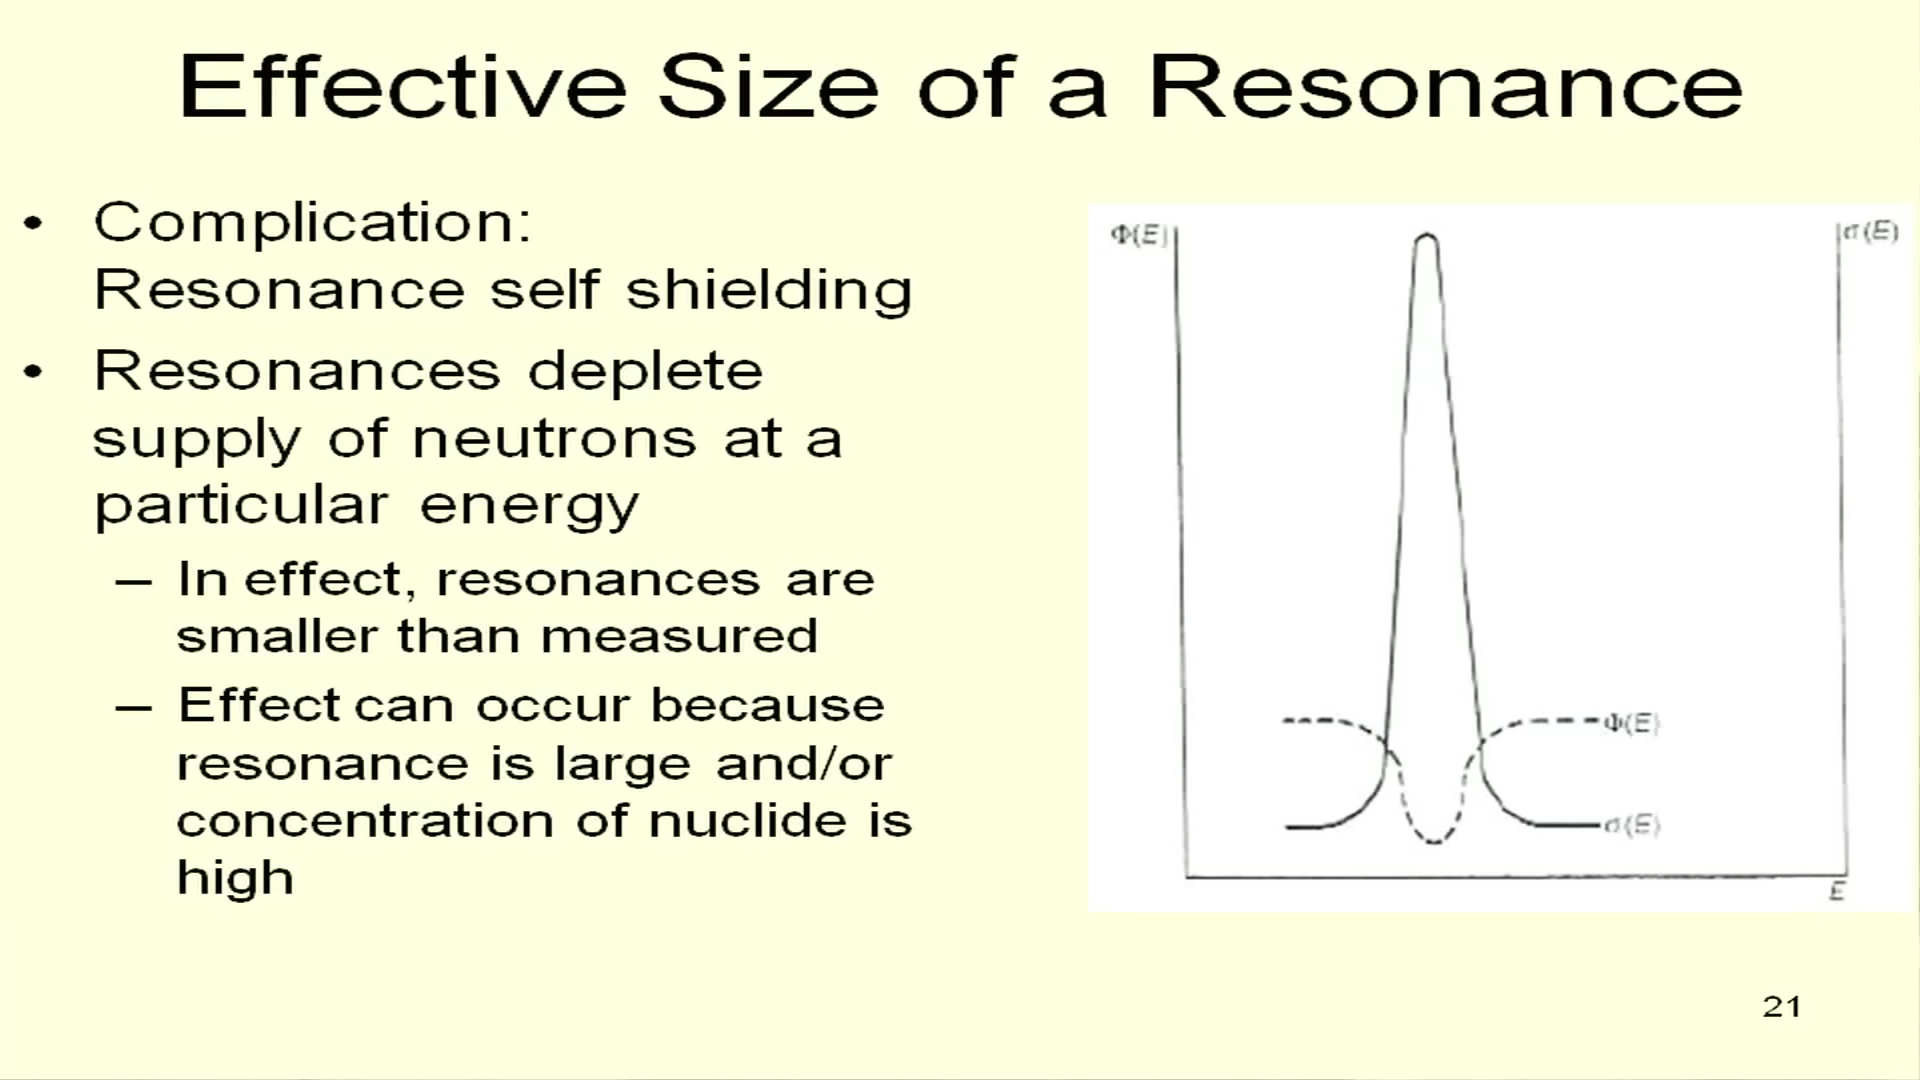 Effective Size of a Resonance
• Complication:
Resonance self shielding
• Resonances deplete
supply of neutrons at a
particular energy
– In effect, resonances are
smaller than measured
– Effect can occur because
resonance is large and/or
concentration of nuclide is
high
Φ(E)
σ(E)
Φ(E)
σ(E)
E
21